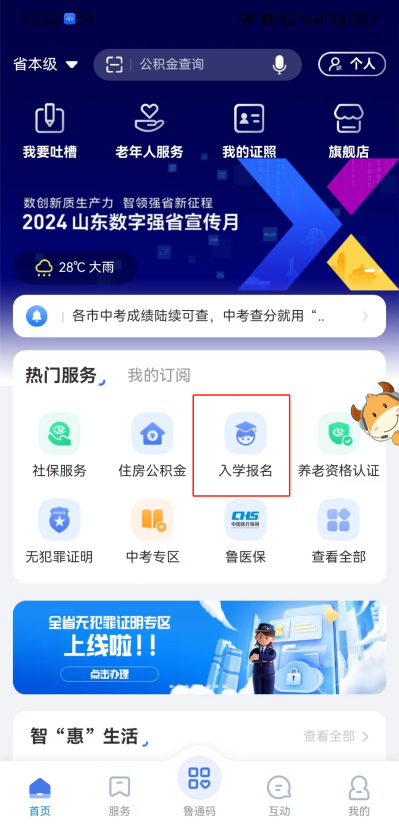 省本级
公积金查询
个人
我要吐槽
老年人服务
我的证照
旗舰店
数创新质生产力 智领强省新征程
2024 山东数字强省宣传月
28℃ 大雨
各市中考成绩陆续可查，中考查分就用“..
热门服务
我的订阅
社保服务
住房公积金
入学报名
养老资格认证
无犯罪证明
中考专区
CHS
中国医疗保障
鲁医保
查看全部
全省无犯罪证明专区
上线啦!!
点击办理
智“惠”生活
查看全部
首页
服务
鲁通码
互动
我的